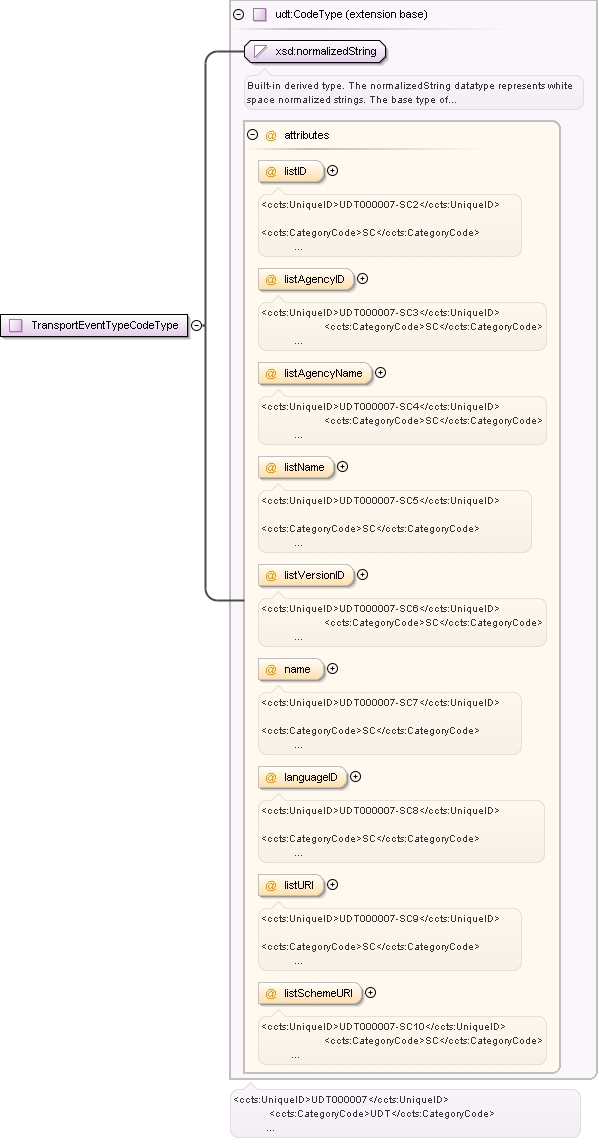 udt:CodeType (extension base)
xsd:normalizedString
Built-in derived type. The normalizedString datatype represents white
space normalized strings. The base type of...
@ attributes
@ listID
<ccts:UniqueID>UDT000007-SC2</ccts:UniqueID>
<ccts:CategoryCode>SC</ccts:CategoryCode>
...
@ listAgencyID
<ccts:UniqueID>UDT000007-SC3</ccts:UniqueID>
<ccts:CategoryCode>SC</ccts:CategoryCode>
...
TransportEventTypeCodeType
@ listAgencyName
<ccts:UniqueID>UDT000007-SC4</ccts:UniqueID>
<ccts:CategoryCode>SC</ccts:CategoryCode>
...
@ listName
<ccts:UniqueID>UDT000007-SC5</ccts:UniqueID>
<ccts:CategoryCode>SC</ccts:CategoryCode>
...
@ listVersionID
<ccts:UniqueID>UDT000007-SC6</ccts:UniqueID>
<ccts:CategoryCode>SC</ccts:CategoryCode>
...
@ name
<ccts:UniqueID>UDT000007-SC7</ccts:UniqueID>
<ccts:CategoryCode>SC</ccts:CategoryCode>
...
@ languageID
<ccts:UniqueID>UDT000007-SC8</ccts:UniqueID>
<ccts:CategoryCode>SC</ccts:CategoryCode>
...
@ listURI
<ccts:UniqueID>UDT000007-SC9</ccts:UniqueID>
<ccts:CategoryCode>SC</ccts:CategoryCode>
...
@ listSchemeURI
<ccts:UniqueID>UDT000007-SC10</ccts:UniqueID>
<ccts:CategoryCode>SC</ccts:CategoryCode>
...
<ccts:UniqueID>UDT000007</ccts:UniqueID>
<ccts:CategoryCode>UDT</ccts:CategoryCode>
...